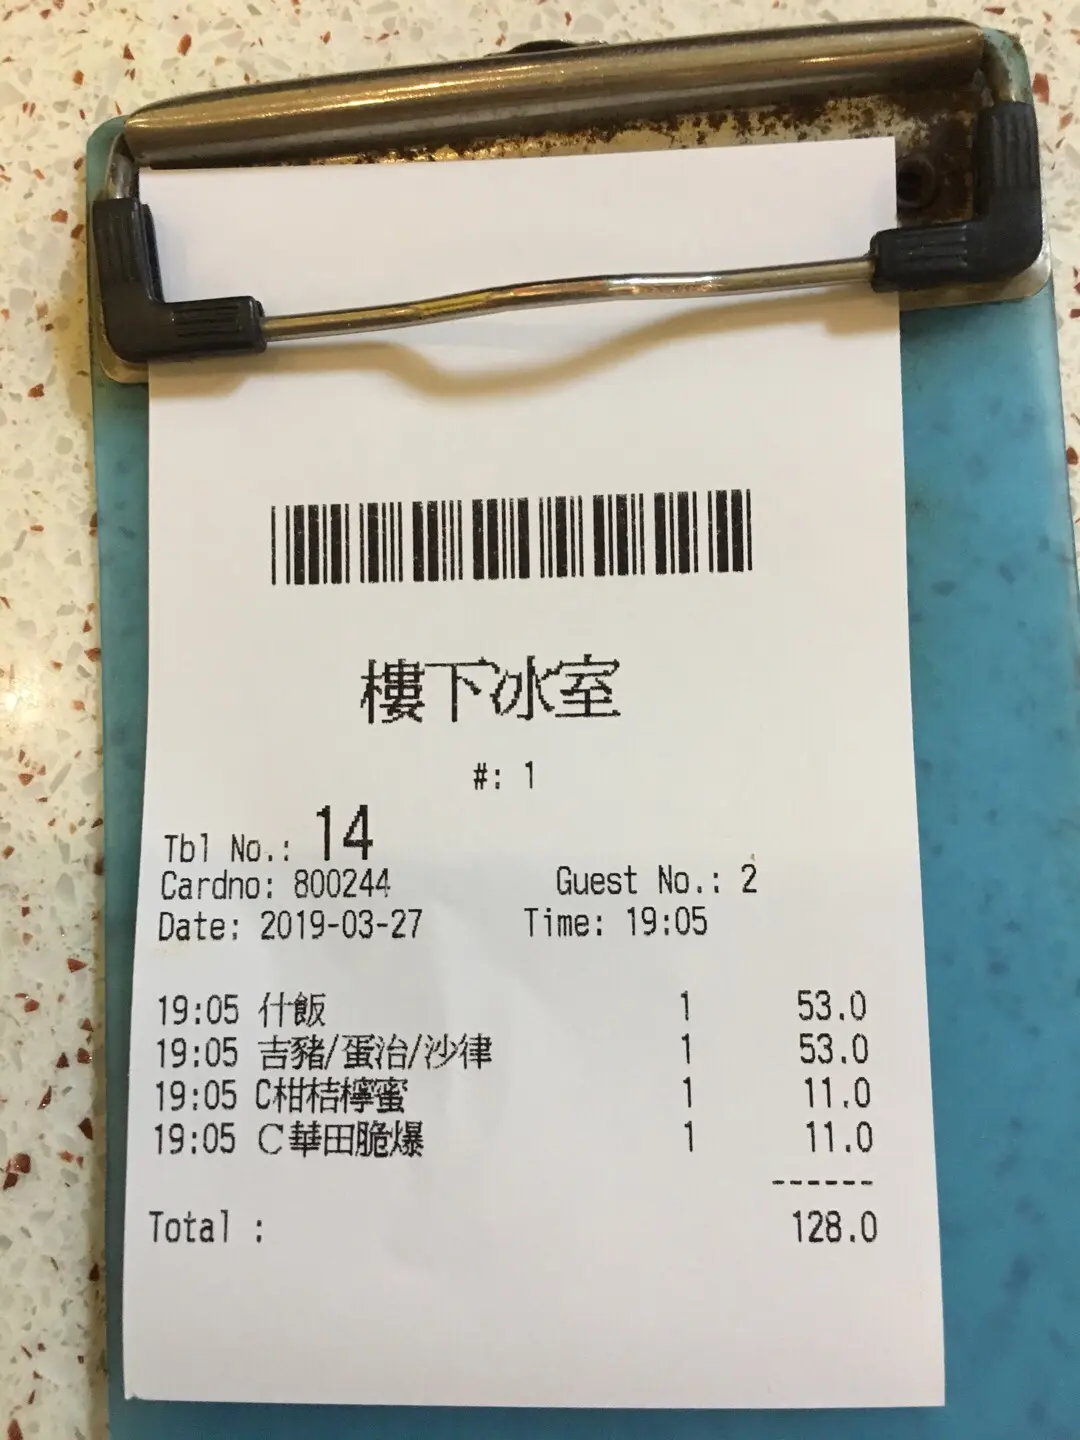 樓下冰室
#: 1
Tbl No.: 14
Cardno: 800244 Guest No.: 2
Date: 2019-03-27 Time: 19:05
19:05 什飯 1 53.0
19:05 吉豬/蛋治/沙律 1 53.0
19:05 C柑桔檸蜜 1 11.0
19:05 C華田脆爆 1 11.0
------
Total : 128.0